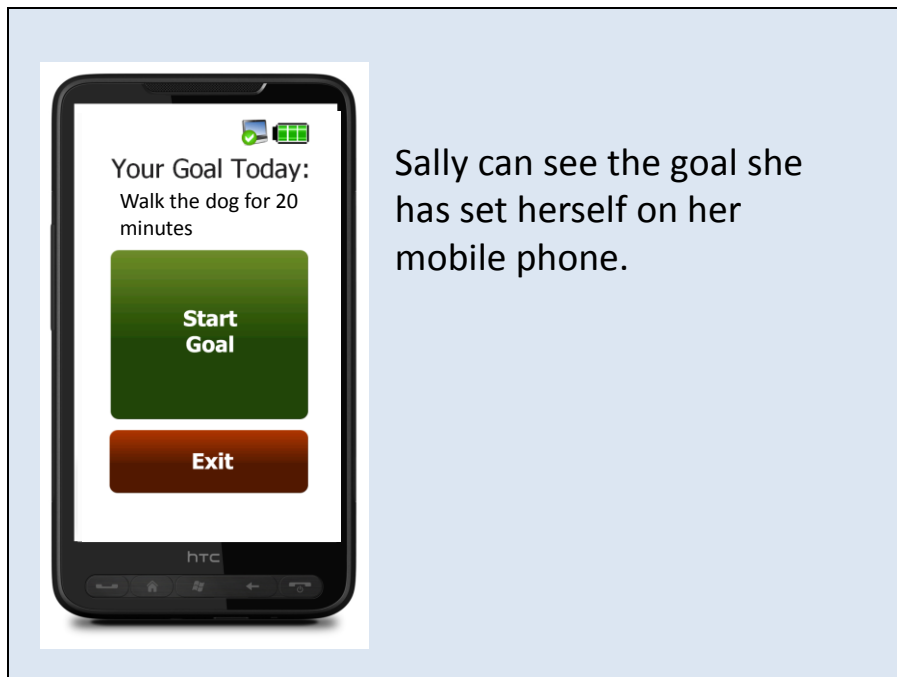 Your Goal Today:
Walk the dog for 20
minutes
Start
Goal
Exit
hTC
Sally can see the goal she
has set herself on her
mobile phone.